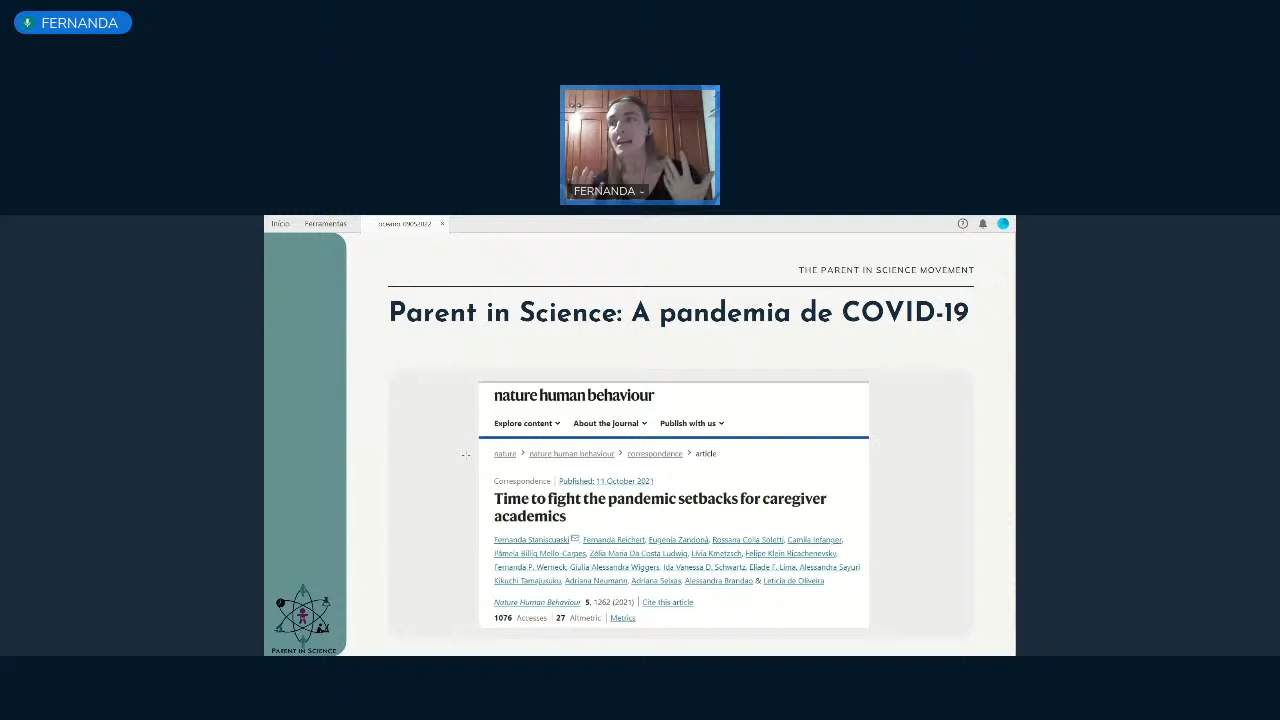 FERNANDA
FERNANDA
Início Ferramentas oceano_09052022 ×
THE PARENT IN SCIENCE MOVEMENT
Parent in Science: A pandemia de COVID-19
nature human behaviour
Explore content About the journal Publish with us
nature > nature human behaviour > correspondence > article
Correspondence | Published: 11 October 2021
Time to fight the pandemic setbacks for caregiver
academics
Fernanda Staniscuaski, Fernanda Reichert, Eugenia Zandoná, Rossana Colla Soletti, Camila Infanger,
Pâmela Billig Mello-Carpes, Zélia Maria Da Costa Ludwig, Lívia Kmetzsch, Felipe Klein Ricachenevsky,
Fernanda P. Werneck, Giulia Alessandra Wiggers, Ida Vanessa D. Schwartz, Eliade F. Lima, Alessandra Sayuri
Kikuchi Tamajusuku, Adriana Neumann, Adriana Seixas, Alessandra Brandao & Leticia de Oliveira
Nature Human Behaviour 5, 1262 (2021) | Cite this article
1076 Accesses | 27 Altmetric | Metrics
PARENT IN SCIENCE